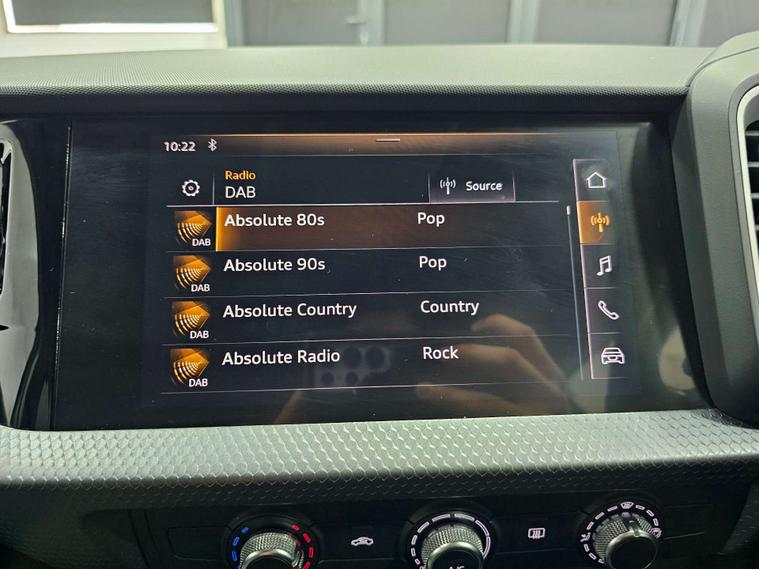 10:22
Radio
DAB
Source
Absolute 80s Pop
DAB
Absolute 90s Pop
DAB
Absolute Country Country
DAB
Absolute Radio Rock
DAB
A/C